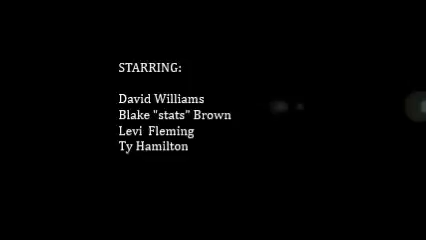 STARRING:
David Williams
Blake "stats" Brown
Levi  Fleming
Ty Hamilton